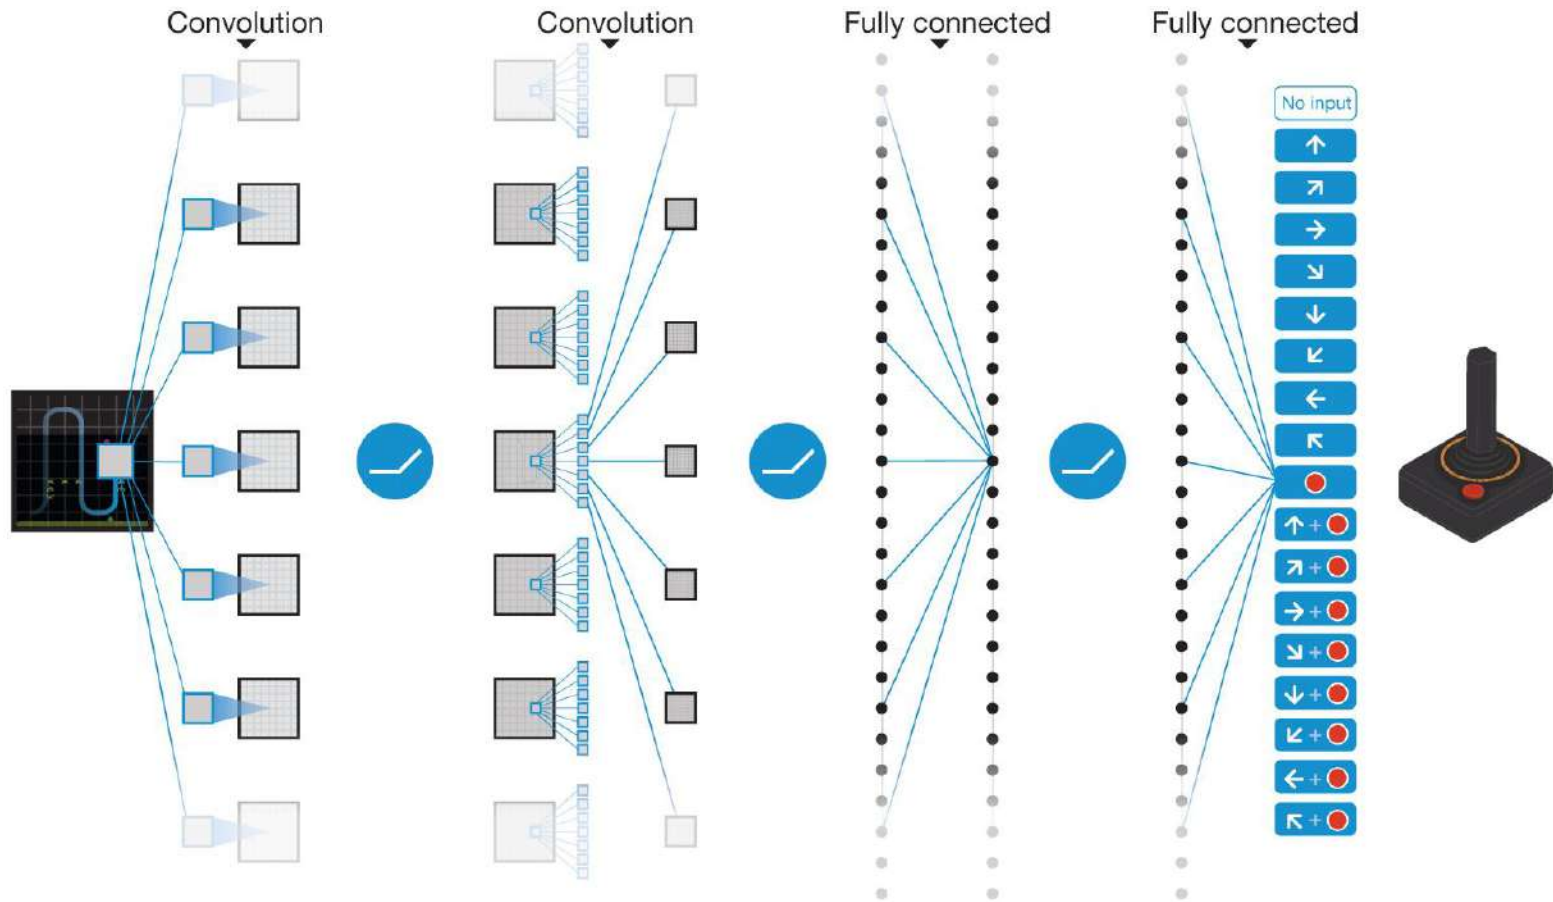 Convolution
Convolution
Fully connected
Fully connected
No input
+
+
+
+
+
+
+
+